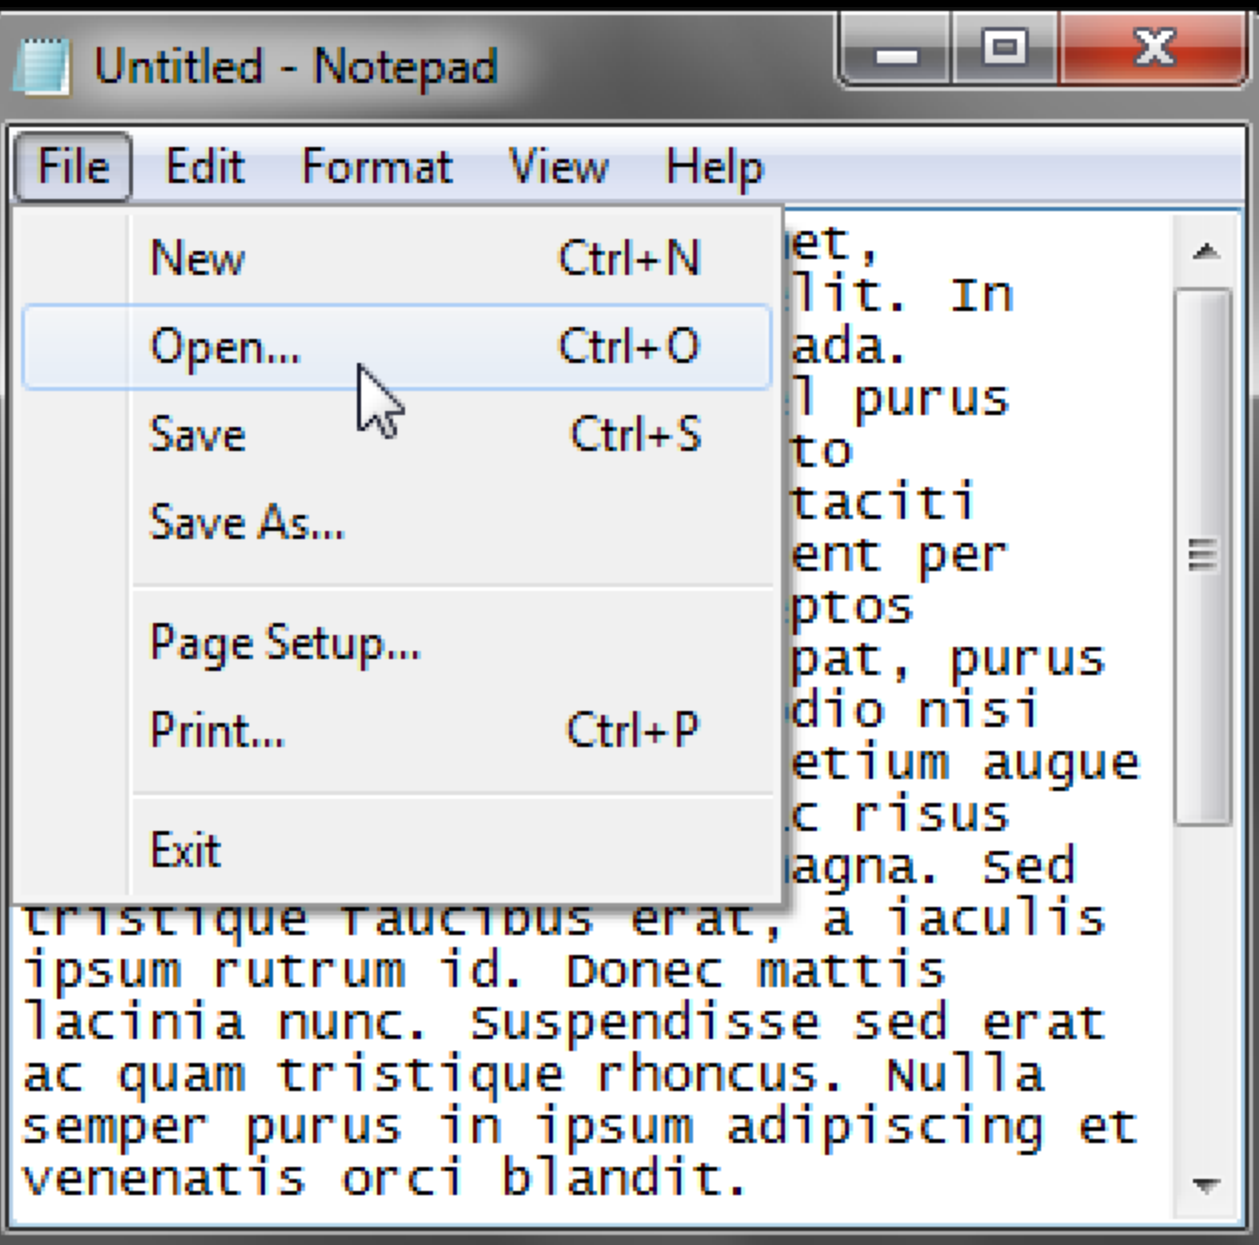 Untitled - Notepad
File Edit Format View Help
New Ctrl+N
Open... Ctrl+O
Save Ctrl+S
Save As...
Page Setup...
Print... Ctrl+P
Exit
et,
lit. In
ada.
l purus
to
taciti
ent per
ptos
pat, purus
dio nisi
etium augue
c risus
agna. Sed
tristique faucibus erat, a iaculis
ipsum rutrum id. Donec mattis
lacinia nunc. Suspendisse sed erat
ac quam tristique rhoncus. Nulla
semper purus in ipsum adipiscing et
venenatis orci blandit.